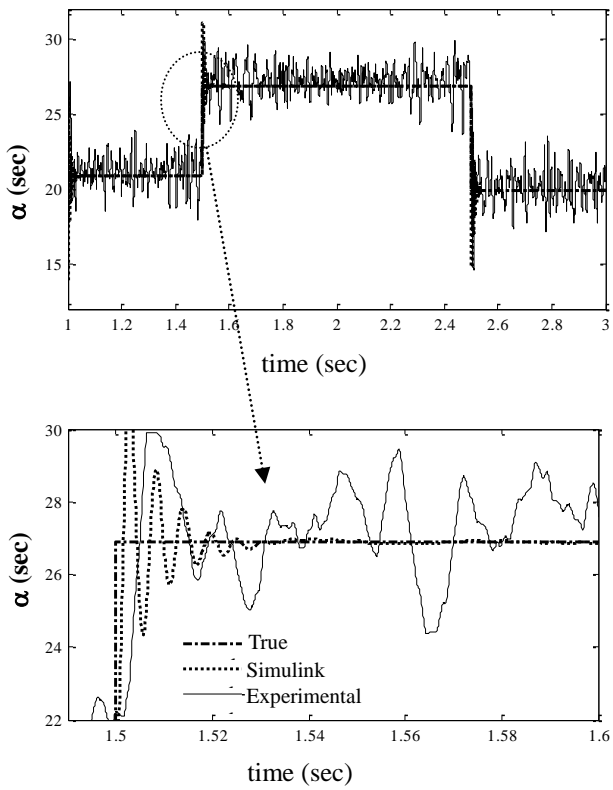 30
25
20
15
α (sec)
1 1.2 1.4 1.6 1.8 2 2.2 2.4 2.6 2.8 3
time (sec)
30
28
26
24
22
α (sec)
True
Simulink
Experimental
1.5 1.52 1.54 1.56 1.58 1.6
time (sec)